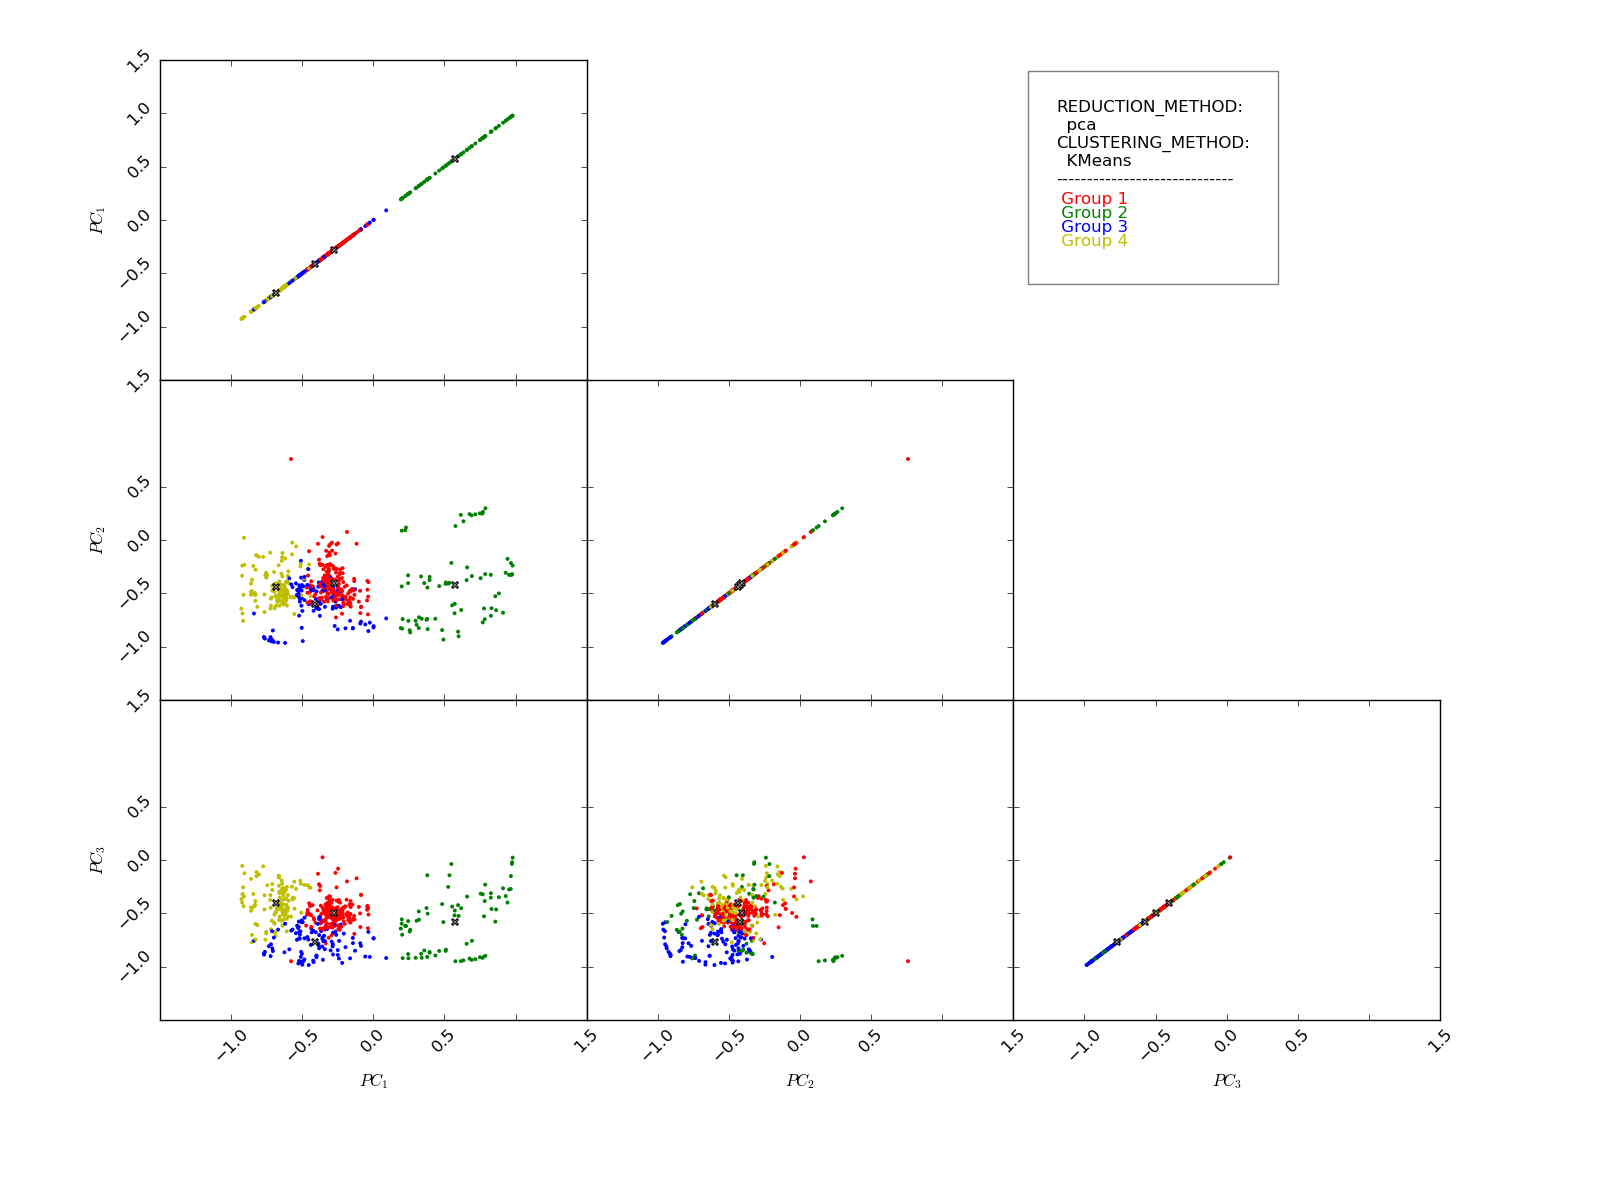 1.5
1.0
0.5
0.0
−0.5
−1.0
PC1
REDUCTION_METHOD:
pca
CLUSTERING_METHOD:
KMeans
-----------------------------
Group 1
Group 2
Group 3
Group 4
1.5
0.5
0.0
−0.5
−1.0
PC2
1.5
0.5
0.0
−0.5
−1.0
PC3
−1.0 −0.5 0.0 0.5 1.5 −1.0 −0.5 0.0 0.5 1.5 −1.0 −0.5 0.0 0.5 1.5
PC1 PC2 PC3